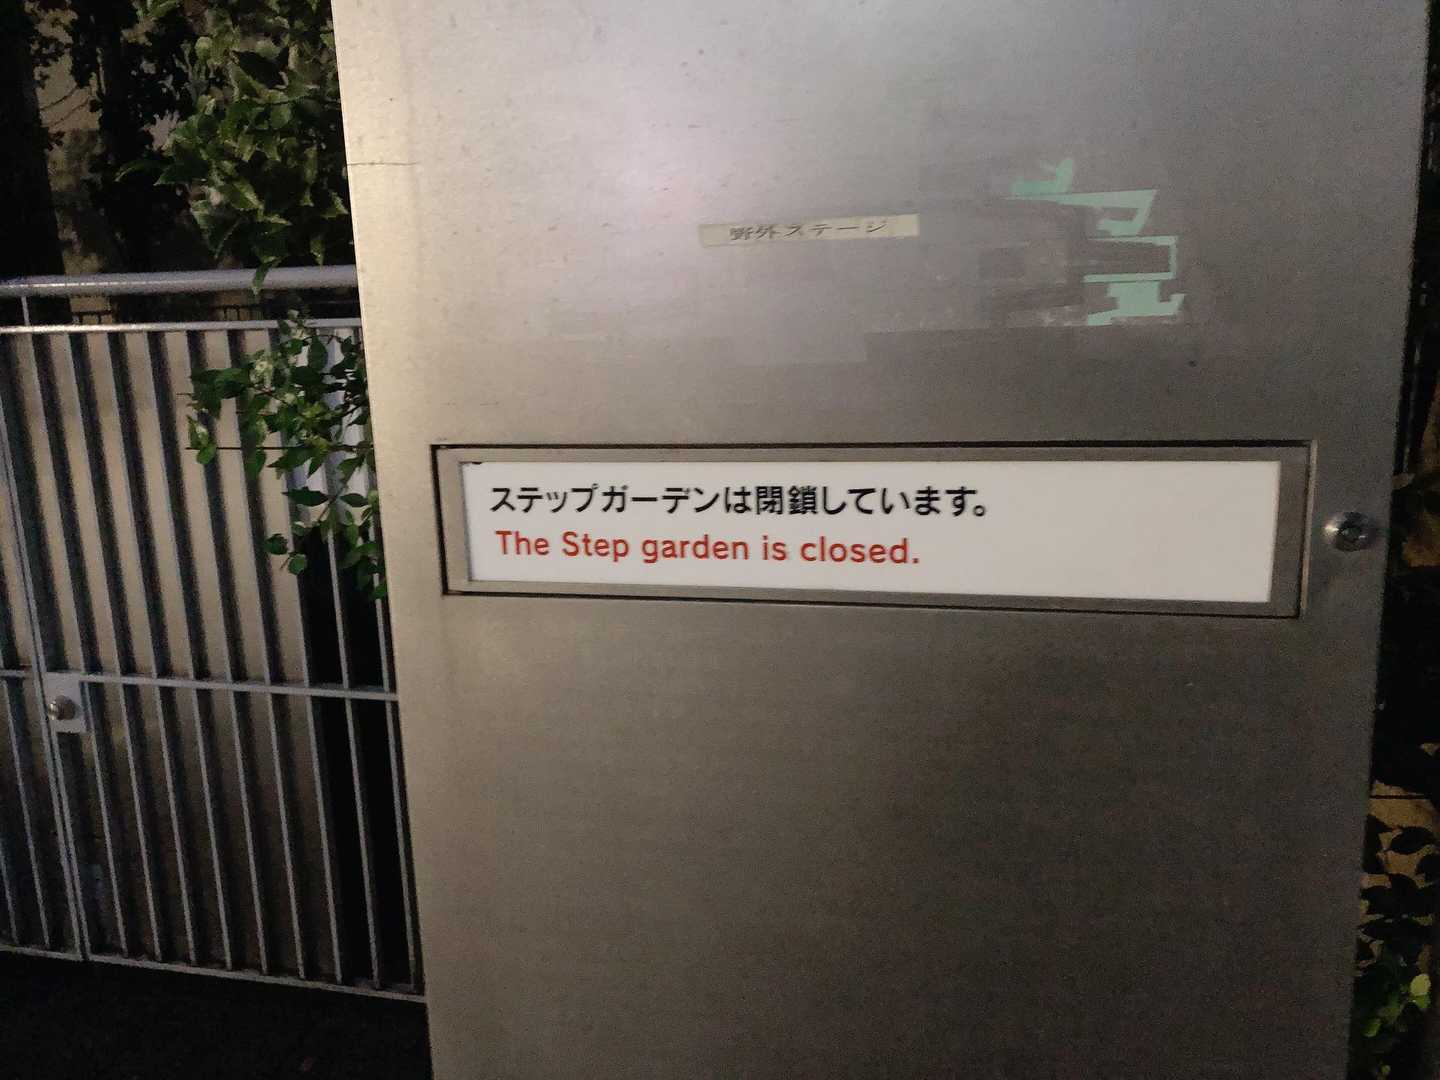 野外ステージ
ステップガーデンは閉鎖しています。
The Step garden is closed.